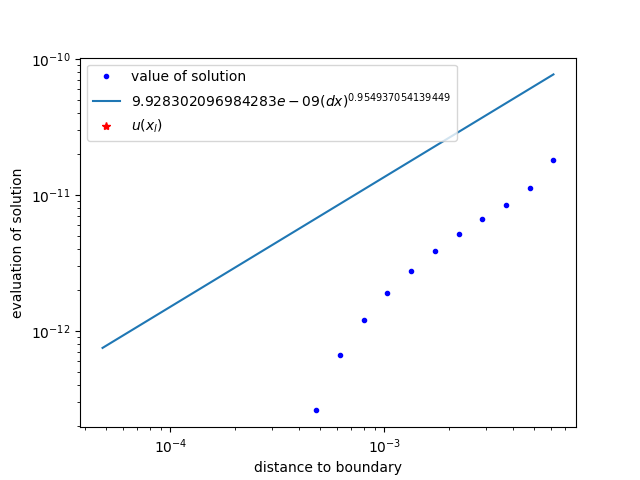 10⁻¹⁰
value of solution
9.928302096984283e − 09(dx)⁰·⁹⁵⁴⁹³⁷⁰⁵⁴¹³⁹⁴⁴⁹
u(xₗ)
10⁻¹¹
10⁻¹²
evaluation of solution
10⁻⁴
10⁻³
distance to boundary